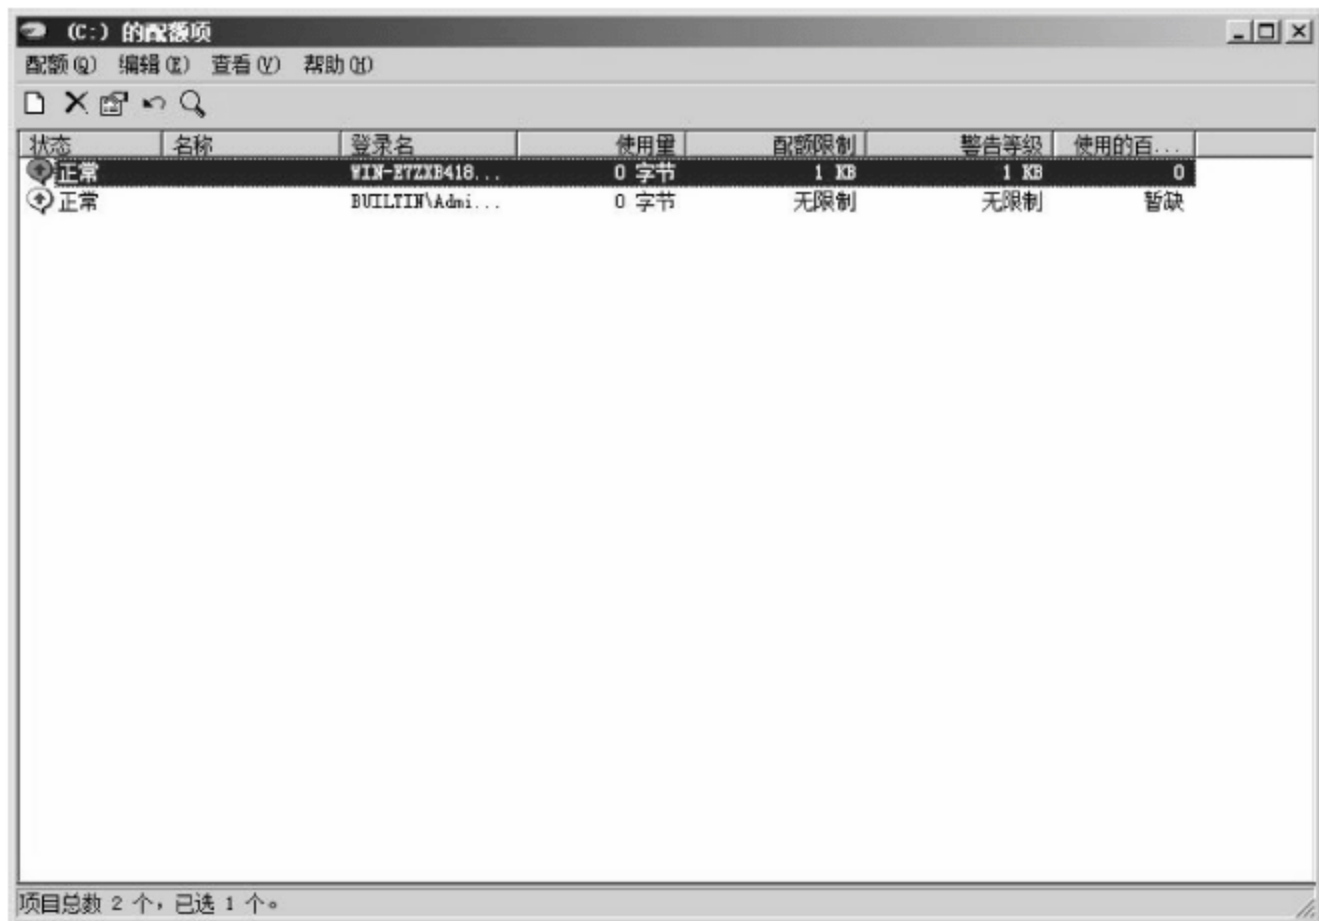 (C:) 的配额项
配额(Q) 编辑(E) 查看(V) 帮助(H)
状态 名称 登录名 使用量 配额限制 警告等级 使用的百...
正常 WIN-E7ZXB418... 0 字节 1 KB 1 KB 0
正常 BUILTIN\Admi... 0 字节 无限制 无限制 暂缺
项目总数 2 个，已选 1 个。